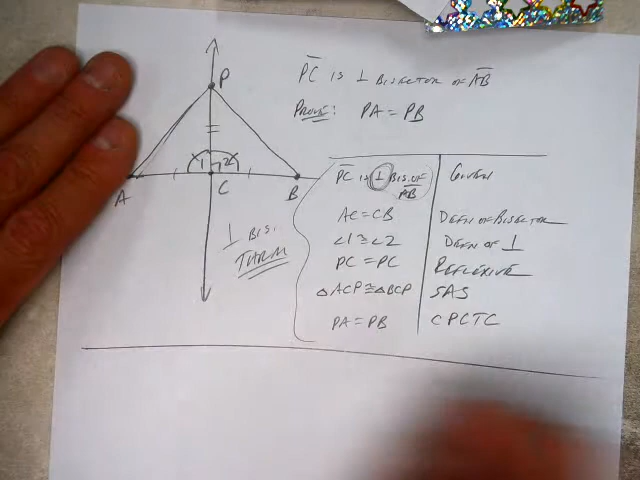 PC IS ⊥ BISECTOR OF AB
PROVE: PA = PB
P
1 2
A C B
⊥ BIS.
THRM
PC IS ⊥ BIS. OF AB GIVEN
AC = CB DEFN OF BISECTOR
∠1 ≅ ∠2 DEFN OF ⊥
PC = PC REFLEXIVE
△ACP ≅ △BCP SAS
PA = PB CPCTC